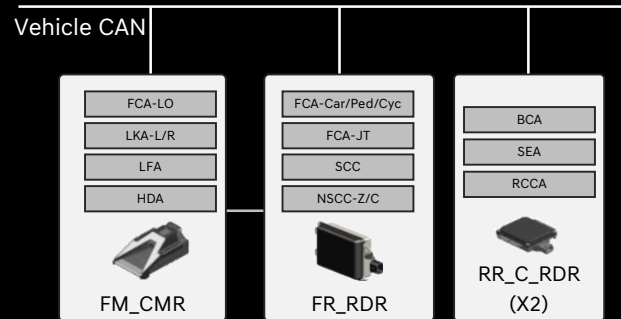 Vehicle CAN
FCA-LO
LKA-L/R
LFA
HDA
FM_CMR
FCA-Car/Ped/Cyc
FCA-JT
SCC
NSCC-Z/C
FR_RDR
BCA
SEA
RCCA
RR_C_RDR
(X2)